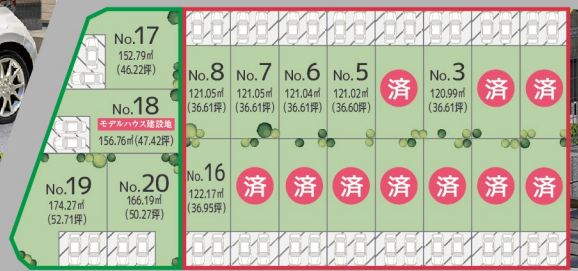 No.17
152.79㎡
(46.22坪)
No.18
モデルハウス建設地
156.76㎡(47.42坪)
No.19
174.27㎡
(52.71坪)
No.20
166.19㎡
(50.27坪)
No.8
121.05㎡
(36.61坪)
No.7
121.05㎡
(36.61坪)
No.6
121.04㎡
(36.61坪)
No.5
121.02㎡
(36.60坪)
済
No.3
120.99㎡
(36.61坪)
済
済
No.16
122.17㎡
(36.95坪)
済
済
済
済
済
済
済